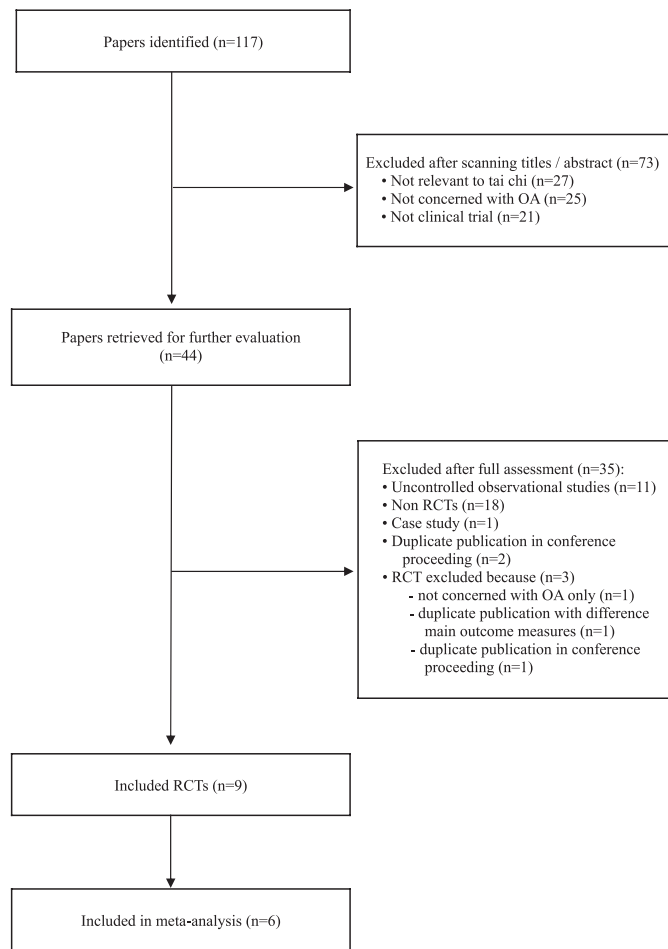 Papers identified (n=117)
Excluded after scanning titles / abstract (n=73)
• Not relevant to tai chi (n=27)
• Not concerned with OA (n=25)
• Not clinical trial (n=21)
Papers retrieved for further evaluation
(n=44)
Excluded after full assessment (n=35):
• Uncontrolled observational studies (n=11)
• Non RCTs (n=18)
• Case study (n=1)
• Duplicate publication in conference
proceeding (n=2)
• RCT excluded because (n=3)
- not concerned with OA only (n=1)
- duplicate publication with difference
main outcome measures (n=1)
- duplicate publication in conference
proceeding (n=1)
Included RCTs (n=9)
Included in meta-analysis (n=6)